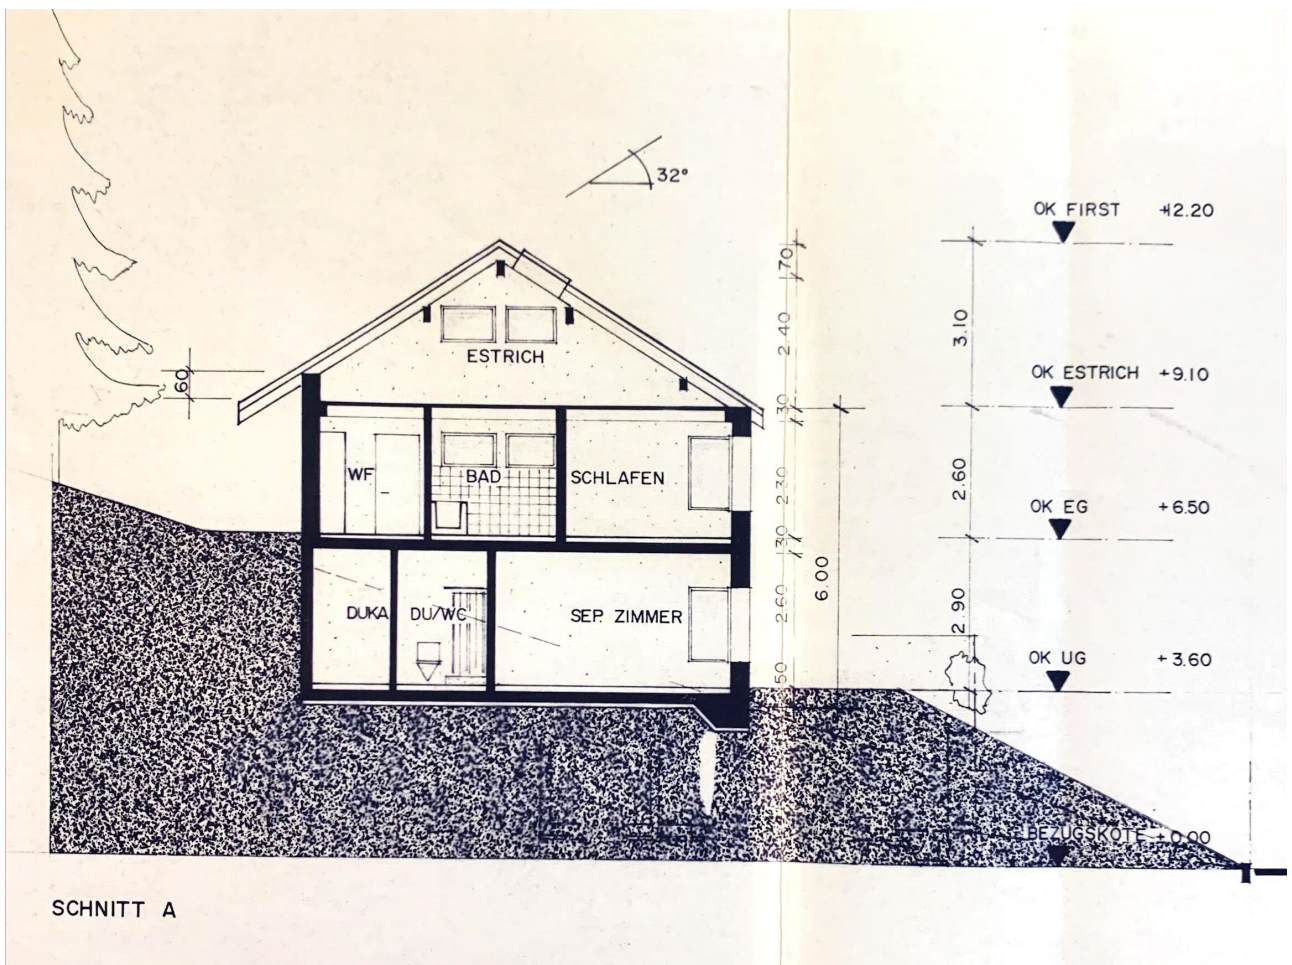 32°
OK FIRST +12.20
.70
60
2.40
3.10
ESTRICH
OK ESTRICH +9.10
30
WF
BAD
SCHLAFEN
2.30
2.60
OK EG +6.50
30
6.00
2.60
2.90
DUKA
DU/WC
SEP. ZIMMER
OK UG +3.60
50
BEZUGSKOTE +0.00
SCHNITT A